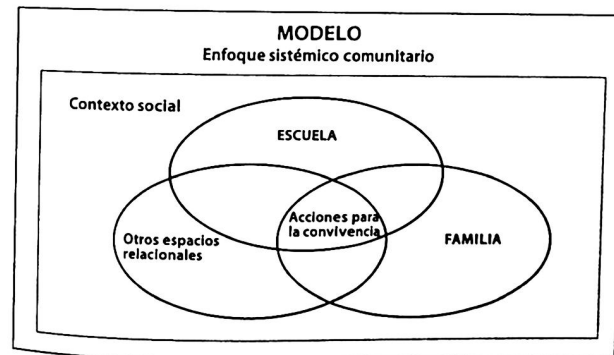 MODELO
Enfoque sistémico comunitario
Contexto social
ESCUELA
Acciones para
la convivencia
Otros espacios
relacionales
FAMILIA